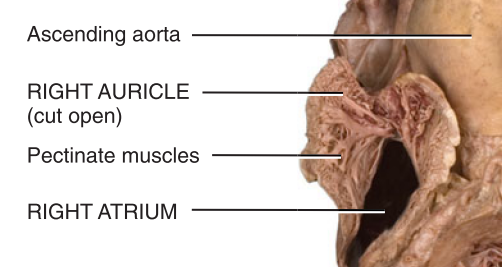 Ascending aorta
RIGHT AURICLE
(cut open)
Pectinate muscles
RIGHT ATRIUM